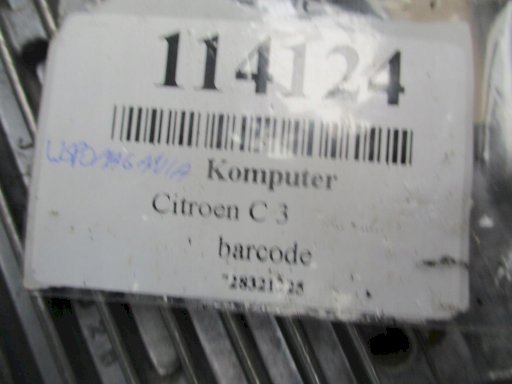 114124
Komputer
Citroen C 3
barcode